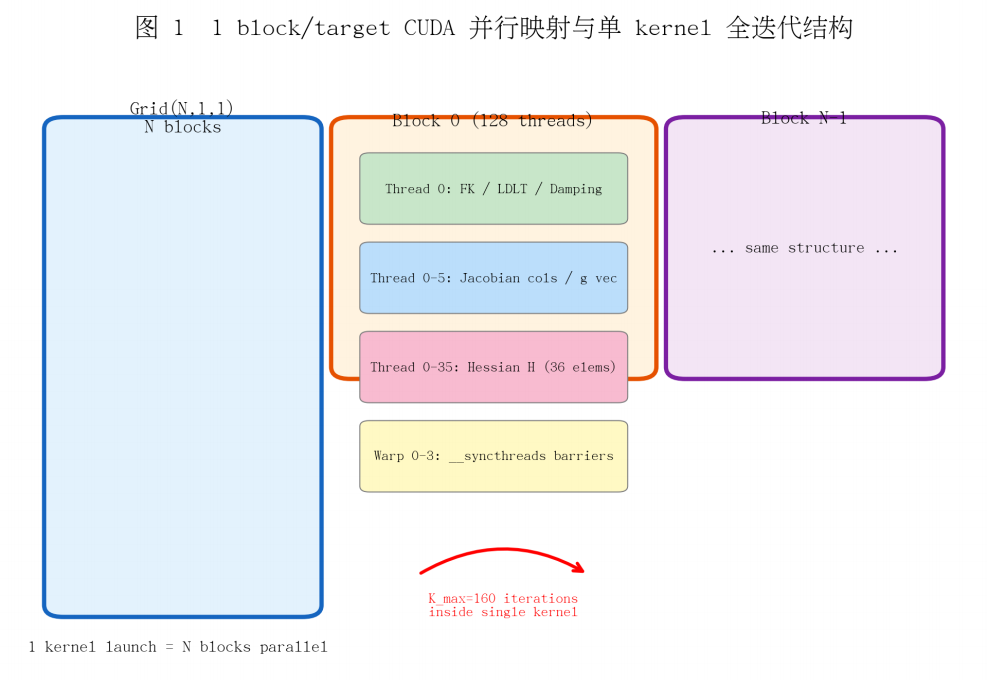 图 1  1 block/target CUDA 并行映射与单 kernel 全迭代结构
Grid(N,1,1)
N blocks
Block 0 (128 threads)
Thread 0: FK / LDLT / Damping
Thread 0-5: Jacobian cols / g vec
Thread 0-35: Hessian H (36 elems)
Warp 0-3: __syncthreads barriers
Block N-1
... same structure ...
K_max=160 iterations
inside single kernel
1 kernel launch = N blocks parallel